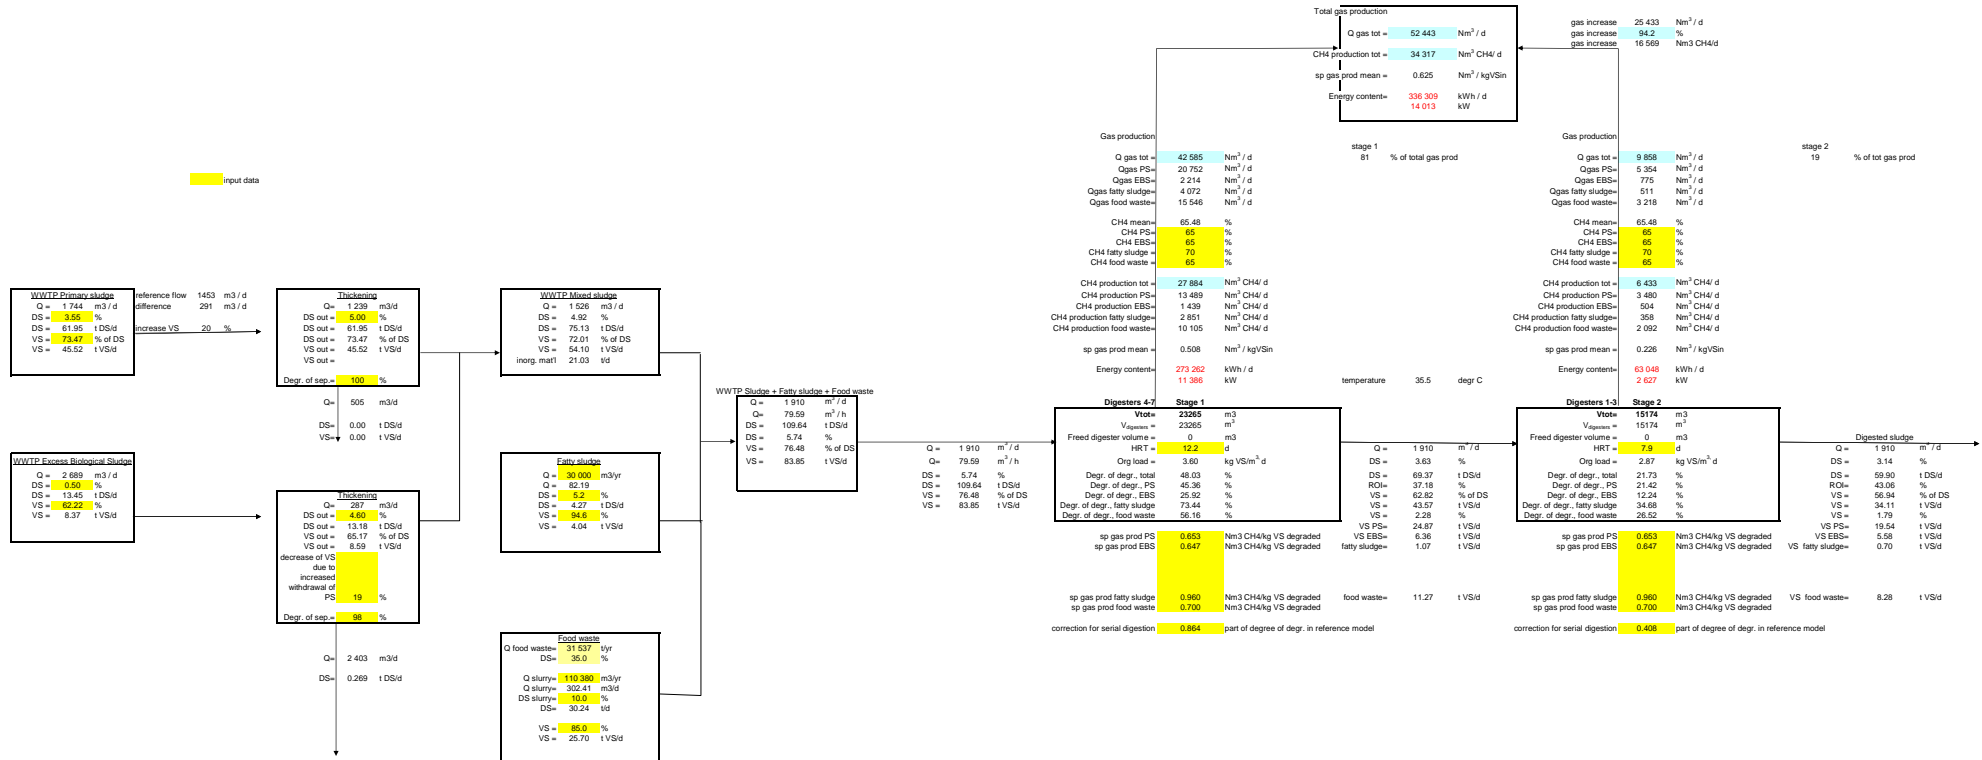 Total gas production
Q gas tot = 52 443 Nm3 / d
CH4 production tot = 34 317 Nm3 CH4/ d
sp gas prod mean = 0.625 Nm3 / kgVSin
Energy content= 336 309 kWh / d
14 013 kW
gas increase 25 433 Nm3 / d
gas increase 94.2 %
gas increase 16 569 Nm3 CH4/d
input data
Gas production
stage 1
Q gas tot = 42 585 Nm3 / d 81 % of total gas prod
Qgas PS= 20 752 Nm3 / d
Qgas EBS= 2 214 Nm3 / d
Qgas fatty sludge= 4 072 Nm3 / d
Qgas food waste= 15 546 Nm3 / d
CH4 mean= 65.48 %
CH4 PS= 65 %
CH4 EBS= 65 %
CH4 fatty sludge = 70 %
CH4 food waste = 65 %
CH4 production tot = 27 884 Nm3 CH4/ d
CH4 production PS= 13 489 Nm3 CH4/ d
CH4 production EBS= 1 439 Nm3 CH4/ d
CH4 production fatty sludge= 2 851 Nm3 CH4/ d
CH4 production food waste= 10 105 Nm3 CH4/ d
sp gas prod mean = 0.508 Nm3 / kgVSin
Energy content= 273 262 kWh / d
11 386 kW
temperature 35.5 degr C
Gas production
stage 2
Q gas tot = 9 858 Nm3 / d 19 % of tot gas prod
Qgas PS= 5 354 Nm3 / d
Qgas EBS= 775 Nm3 / d
Qgas fatty sludge= 511 Nm3 / d
Qgas food waste= 3 218 Nm3 / d
CH4 mean= 65.48 %
CH4 PS= 65 %
CH4 EBS= 65 %
CH4 fatty sludge = 70 %
CH4 food waste = 65 %
CH4 production tot = 6 433 Nm3 CH4/ d
CH4 production PS= 3 480 Nm3 CH4/ d
CH4 production EBS= 504 Nm3 CH4/ d
CH4 production fatty sludge= 358 Nm3 CH4/ d
CH4 production food waste= 2 092 Nm3 CH4/ d
sp gas prod mean = 0.226 Nm3 / kgVSin
Energy content= 63 048 kWh / d
2 627 kW
WWTP Primary sludge
Q = 1 744 m3 / d
DS = 3.55 %
DS = 61.95 t DS/d
VS = 73.47 % of DS
VS = 45.52 t VS/d
reference flow 1453 m3 / d
difference 291 m3 / d
increase VS 20 %
Thickening
Q= 1 239 m3/d
DS out = 5.00 %
DS out = 61.95 t DS/d
DS out = 73.47 % of DS
VS out = 45.52 t VS/d
VS out =
Degr. of sep.= 100 %
Q= 505 m3/d
DS= 0.00 t DS/d
VS= 0.00 t VS/d
WWTP Mixed sludge
Q = 1 526 m3 / d
DS = 4.92 %
DS = 75.13 t DS/d
VS = 72.01 % of DS
VS = 54.10 t VS/d
inorg. mat'l 21.03 t/d
WWTP Excess Biological Sludge
Q = 2 689 m3 / d
DS = 0.50 %
DS = 13.45 t DS/d
VS = 62.22 %
VS = 8.37 t VS/d
Thickening
Q= 287 m3/d
DS out = 4.60 %
DS out = 13.18 t DS/d
VS out = 65.17 % of DS
VS out = 8.59 t VS/d
decrease of VS
due to
increased
withdrawal of
PS 19 %
Degr. of sep.= 98 %
Q= 2 403 m3/d
DS= 0.269 t DS/d
Fatty sludge
Q = 30 000 m3/yr
Q = 82.19
DS = 5.2 %
DS = 4.27 t DS/d
VS = 94.6 %
VS = 4.04 t VS/d
Food waste
Q food waste= 31 537 t/yr
DS= 35.0 %
Q slurry= 110 380 m3/yr
Q slurry= 302.41 m3/d
DS slurry= 10.0 %
DS= 30.24 t/d
VS = 85.0 %
VS = 25.70 t VS/d
WWTP Sludge + Fatty sludge + Food waste
Q = 1 910 m3 / d
Q= 79.59 m3 / h
DS = 109.64 t DS/d
DS = 5.74 %
VS = 76.48 % of DS
VS = 83.85 t VS/d
Q = 1 910 m3 / d
Q= 79.59 m3 / h
DS = 5.74 %
DS = 109.64 t DS/d
VS = 76.48 % of DS
VS = 83.85 t VS/d
Digesters 4-7 Stage 1
Vtot= 23265 m3
Vdigesters = 23265 m3
Freed digester volume = 0 m3
HRT = 12.2 d
Org load = 3.60 kg VS/m3. d
Degr. of degr., total 48.03 %
Degr. of degr., PS 45.36 %
Degr. of degr., EBS 25.92 %
Degr. of degr., fatty sludge 73.44 %
Degr. of degr., food waste 56.16 %
sp gas prod PS 0.653 Nm3 CH4/kg VS degraded
sp gas prod EBS 0.647 Nm3 CH4/kg VS degraded
sp gas prod fatty sludge 0.960 Nm3 CH4/kg VS degraded
sp gas prod food waste 0.700 Nm3 CH4/kg VS degraded
correction for serial digestion 0.864 part of degree of degr. in reference model
Q = 1 910 m3 / d
DS = 3.63 %
DS = 69.37 t DS/d
ROI= 37.18 %
VS = 62.82 % of DS
VS = 43.57 t VS/d
VS = 2.28 %
VS PS= 24.87 t VS/d
VS EBS= 6.36 t VS/d
fatty sludge= 1.07 t VS/d
food waste= 11.27 t VS/d
Digesters 1-3 Stage 2
Vtot= 15174 m3
Vdigesters = 15174 m3
Freed digester volume = 0 m3
HRT = 7.9 d
Org load = 2.87 kg VS/m3. d
Degr. of degr., total 21.73 %
Degr. of degr., PS 21.42 %
Degr. of degr., EBS 12.24 %
Degr. of degr., fatty sludge 34.68 %
Degr. of degr., food waste 26.52 %
sp gas prod PS 0.653 Nm3 CH4/kg VS degraded
sp gas prod EBS 0.647 Nm3 CH4/kg VS degraded
sp gas prod fatty sludge 0.960 Nm3 CH4/kg VS degraded
sp gas prod food waste 0.700 Nm3 CH4/kg VS degraded
correction for serial digestion 0.408 part of degree of degr. in reference model
Digested sludge
Q = 1 910 m3 / d
DS = 3.14 %
DS = 59.90 t DS/d
ROI= 43.06 %
VS = 56.94 % of DS
VS = 34.11 t VS/d
VS = 1.79 %
VS PS= 19.54 t VS/d
VS EBS= 5.58 t VS/d
VS fatty sludge= 0.70 t VS/d
VS food waste= 8.28 t VS/d